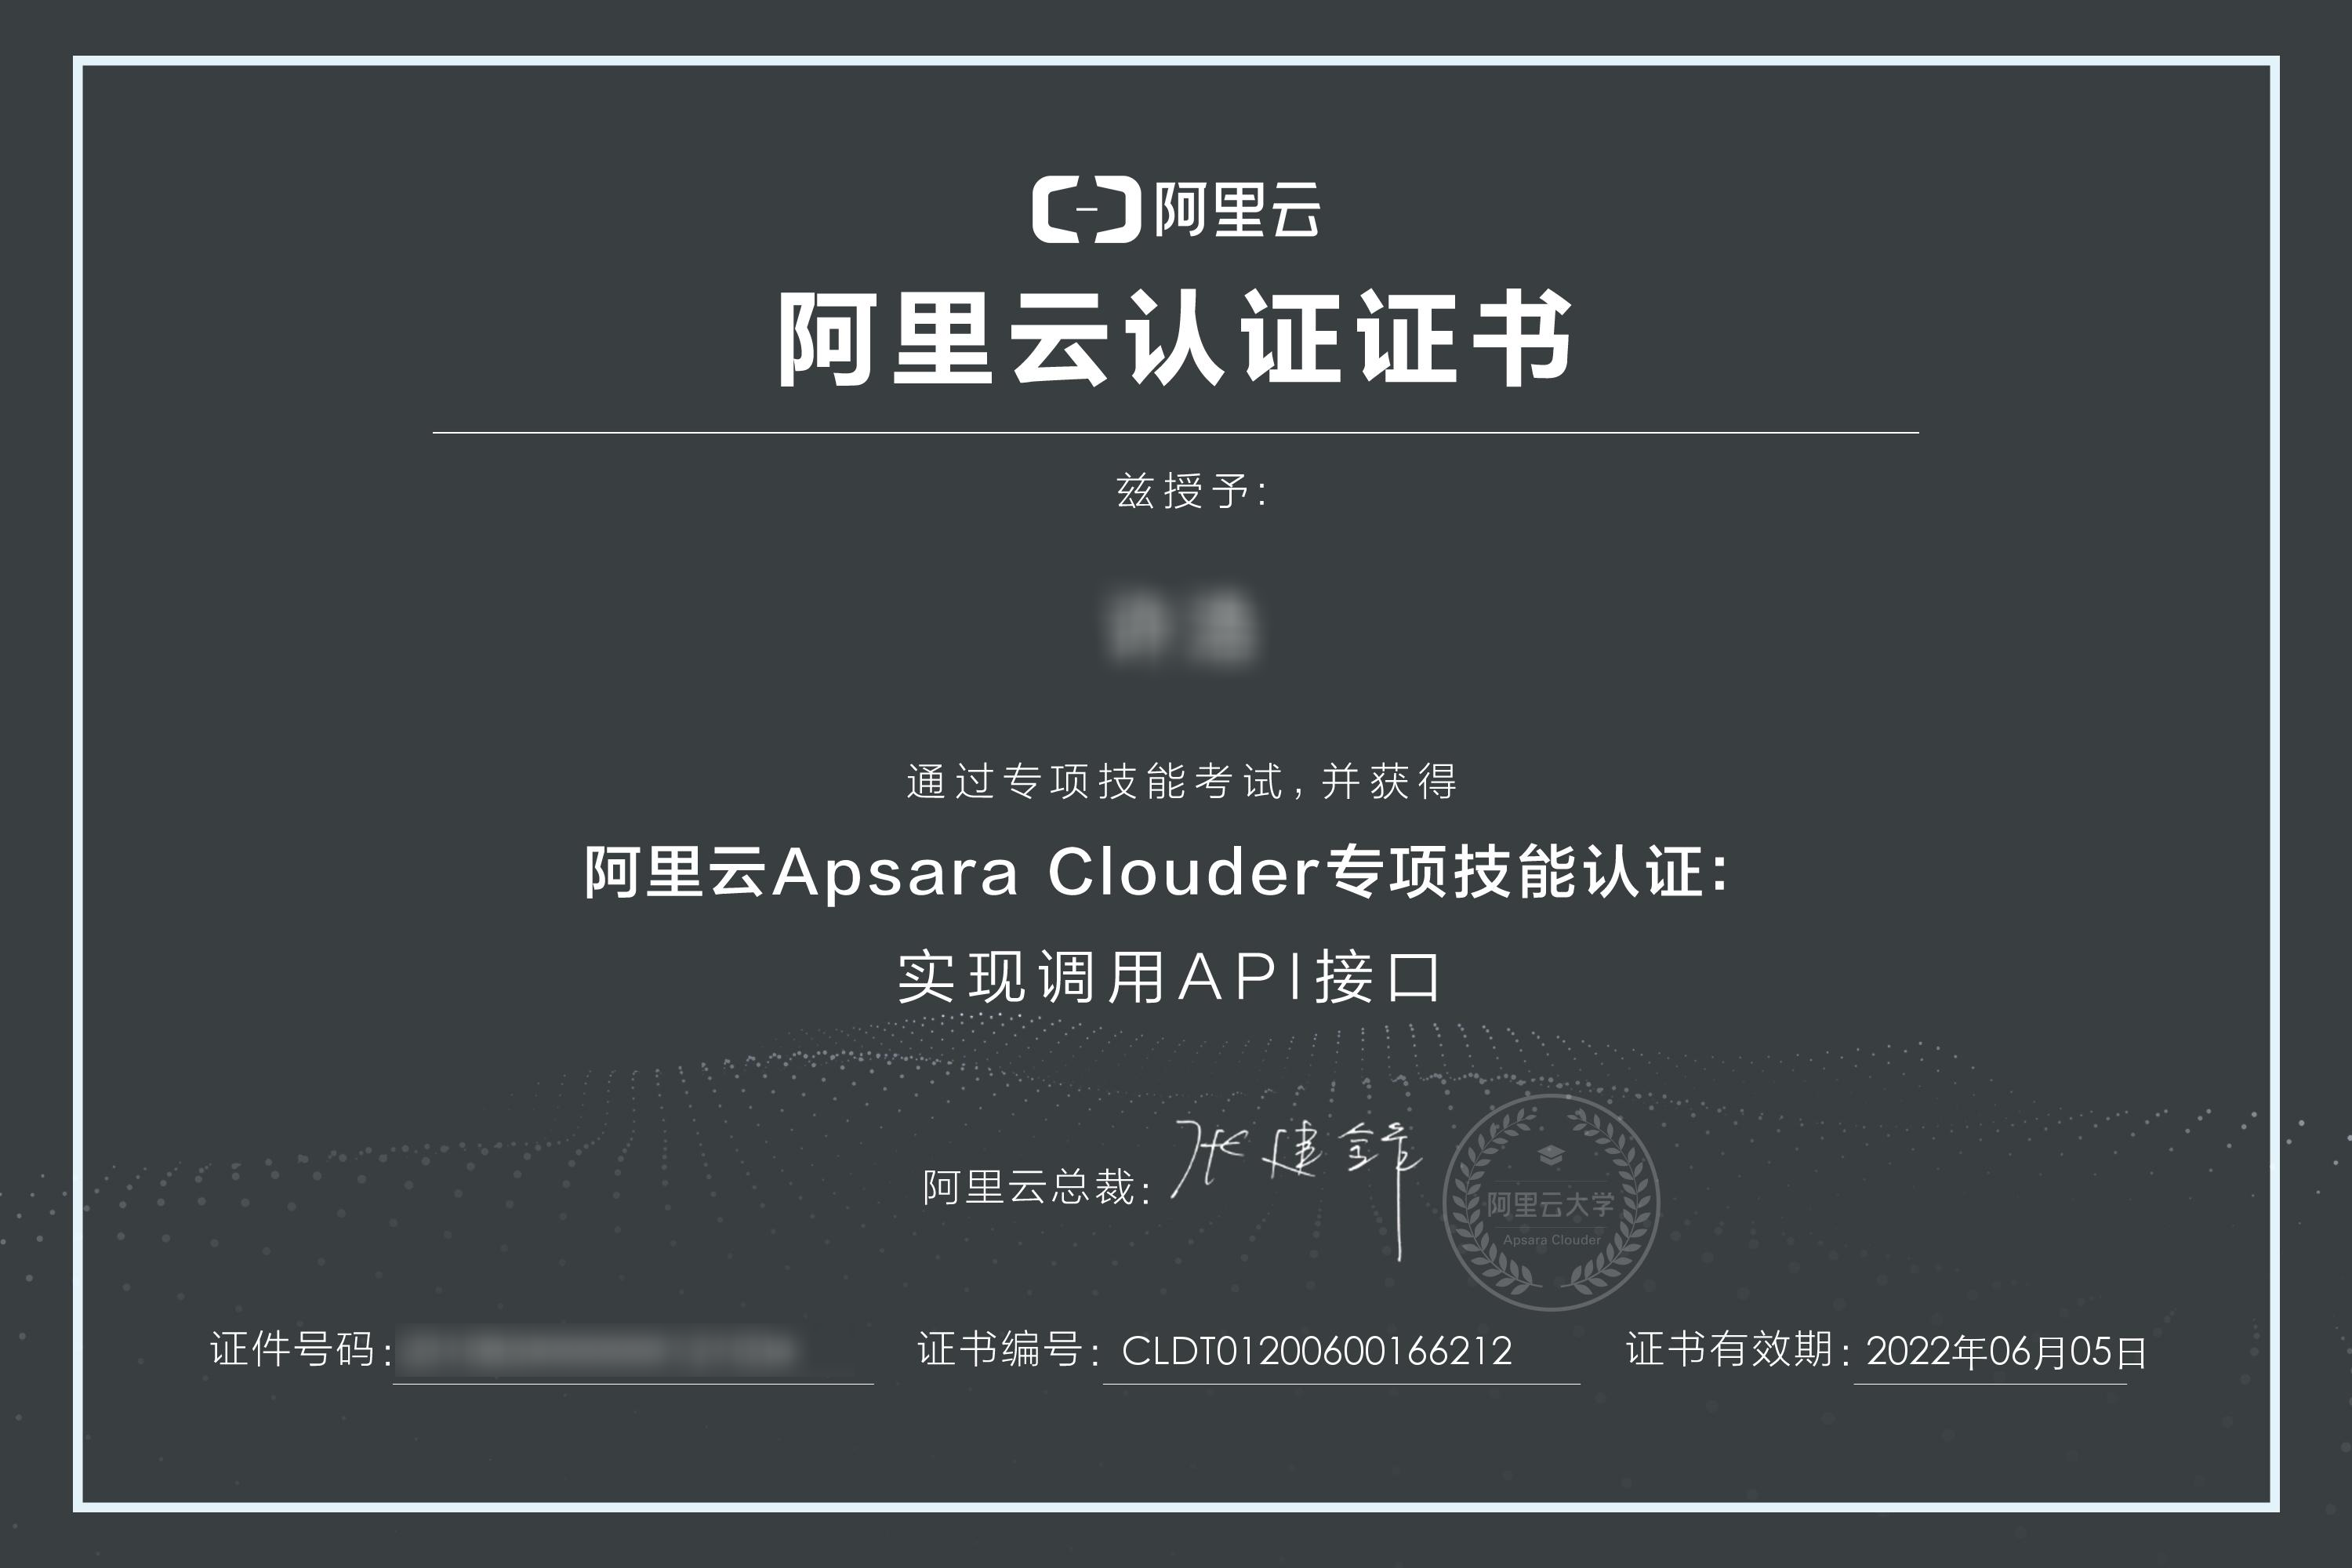 阿里云
阿里云认证证书
兹授予：
通过专项技能考试，并获得
阿里云Apsara Clouder专项技能认证：
实现调用API接口
阿里云总裁：
阿里云大学
Apsara Clouder
证件号码：
证书编号：CLDT01200600166212
证书有效期：2022年06月05日